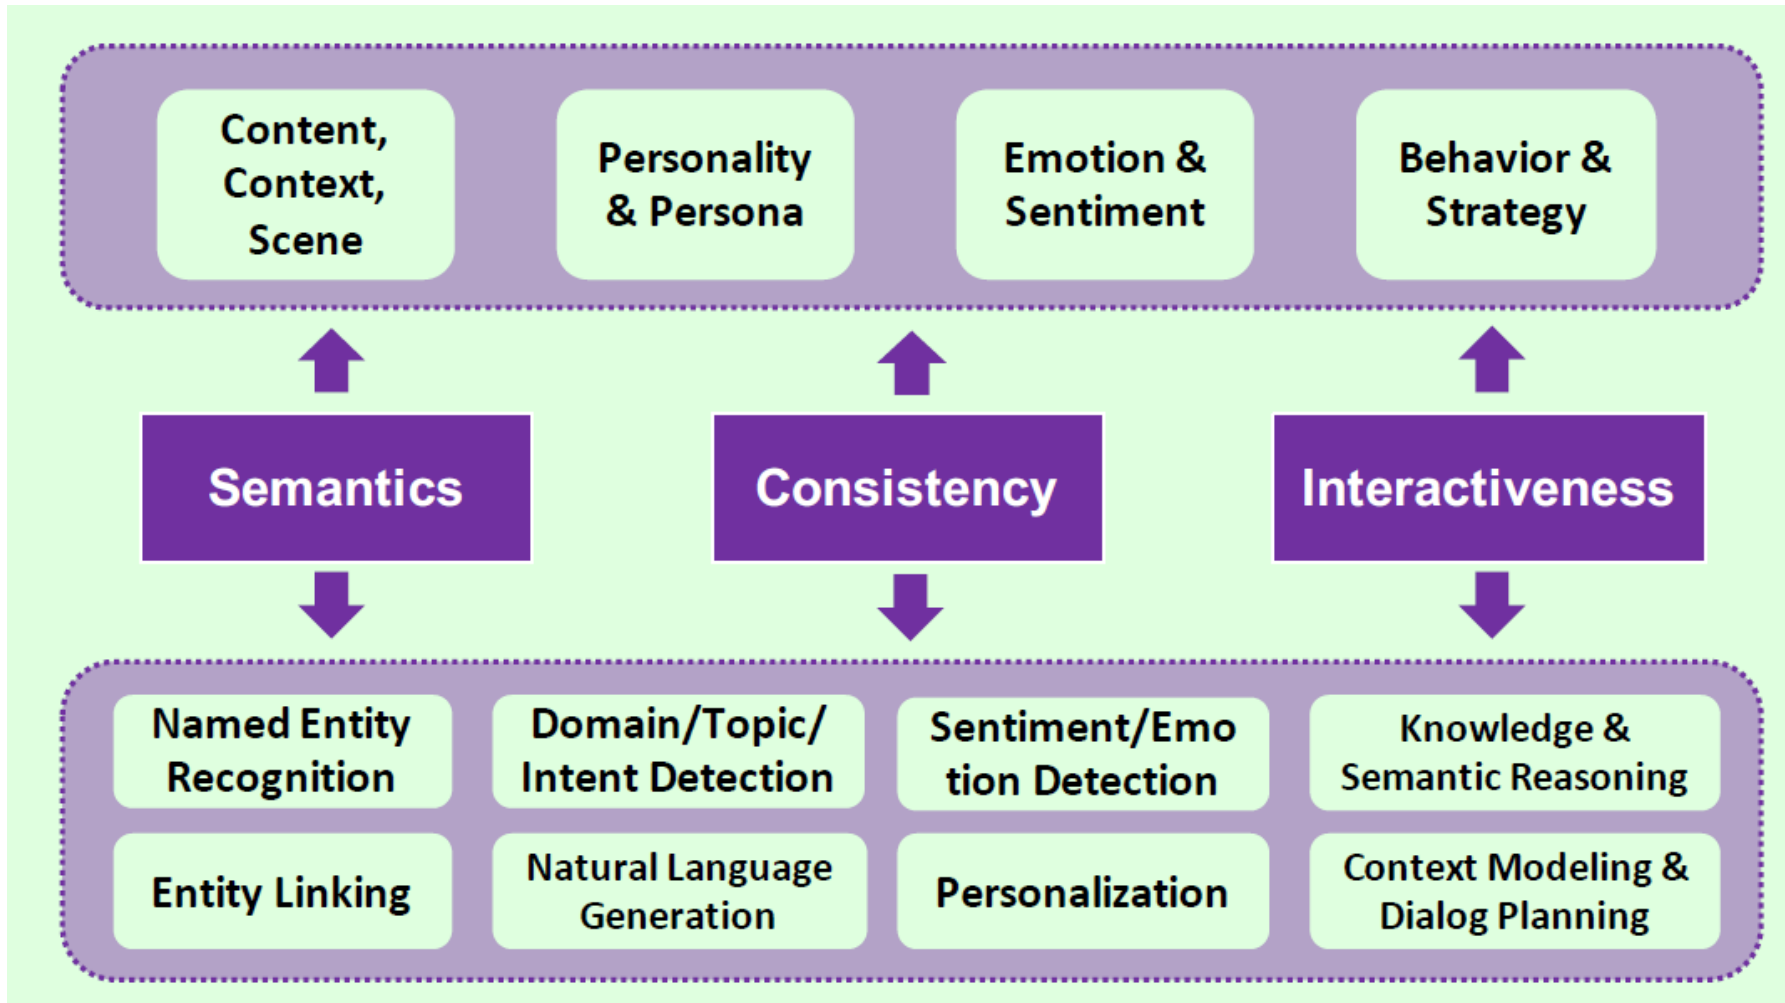 Content,
Context,
Scene
Personality
& Persona
Emotion &
Sentiment
Behavior &
Strategy
Semantics
Consistency
Interactiveness
Named Entity
Recognition
Domain/Topic/
Intent Detection
Sentiment/Emo
tion Detection
Knowledge &
Semantic Reasoning
Entity Linking
Natural Language
Generation
Personalization
Context Modeling &
Dialog Planning